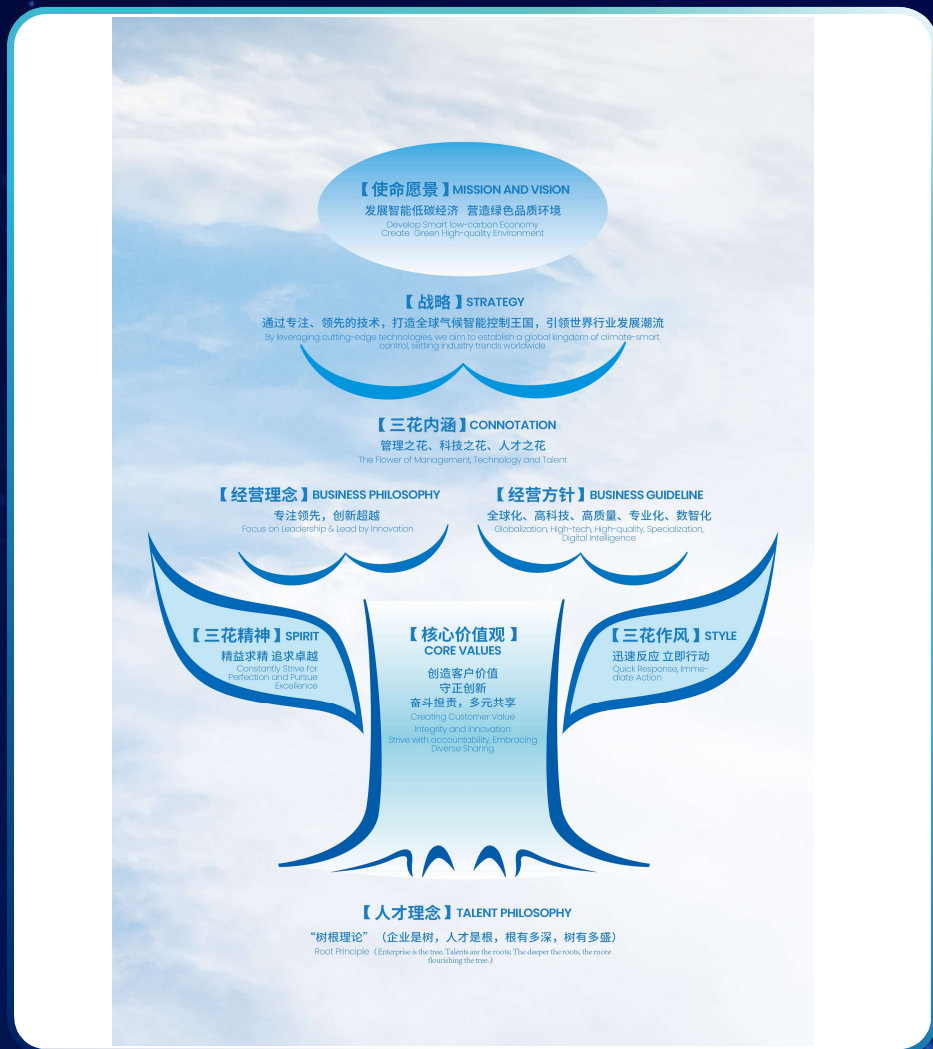 【使命愿景】MISSION AND VISION
发展智能低碳经济 营造绿色品质环境
Develop Smart low-carbon Economy
Create Green High-quality Environment
【战略】STRATEGY
通过专注、领先的技术，打造全球气候智能控制王国，引领世界行业发展潮流
By leveraging cutting-edge technologies, we aim to establish a global kingdom of climate-smart
control, setting industry trends worldwide
【三花内涵】CONNOTATION
管理之花、科技之花、人才之花
The Flower of Management, Technology and Talent
【经营理念】BUSINESS PHILOSOPHY
专注领先，创新超越
Focus on Leadership & Lead by Innovation
【经营方针】BUSINESS GUIDELINE
全球化、高科技、高质量、专业化、数智化
Globalization, High-tech, High-quality, Specialization,
Digital Intelligence
【三花精神】SPIRIT
精益求精 追求卓越
Constantly Strive for
Perfection and Pursue
Excellence
【核心价值观】
CORE VALUES
创造客户价值
守正创新
奋斗担责，多元共享
Creating Customer Value
Integrity and Innovation
Strive with accountability, Embracing
Diverse Sharing
【三花作风】STYLE
迅速反应 立即行动
Quick Response, Imme-
diate Action
【人才理念】TALENT PHILOSOPHY
“树根理论”（企业是树，人才是根，根有多深，树有多盛）
Root Principle（Enterprise is the tree, Talents are the roots; The deeper the roots, the more
flourishing the tree.）